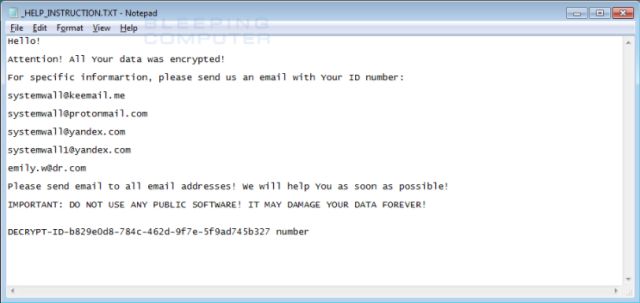 _HELP_INSTRUCTION.TXT - Notepad
BLEEPING
COMPUTER
File Edit Format View Help
Hello!
Attention! All Your data was encrypted!
For specific informartion, please send us an email with Your ID number:
systemwall@keemail.me
systemwall@protonmail.com
systemwall@yandex.com
systemwall1@yandex.com
emily.w@dr.com
Please send email to all email addresses! We will help You as soon as possible!
IMPORTANT: DO NOT USE ANY PUBLIC SOFTWARE! IT MAY DAMAGE YOUR DATA FOREVER!
DECRYPT-ID-b829e0d8-784c-462d-9f7e-5f9ad745b327 number